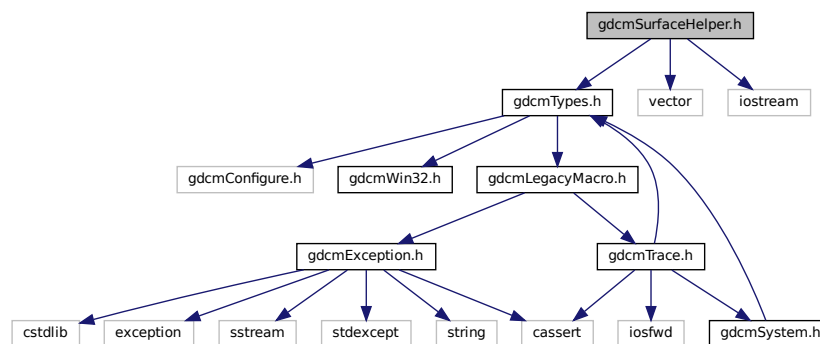 gdcmSurfaceHelper.h
gdcmTypes.h
vector
iostream
gdcmConfigure.h
gdcmWin32.h
gdcmLegacyMacro.h
gdcmException.h
gdcmTrace.h
cstdlib
exception
sstream
stdexcept
string
cassert
iosfwd
gdcmSystem.h